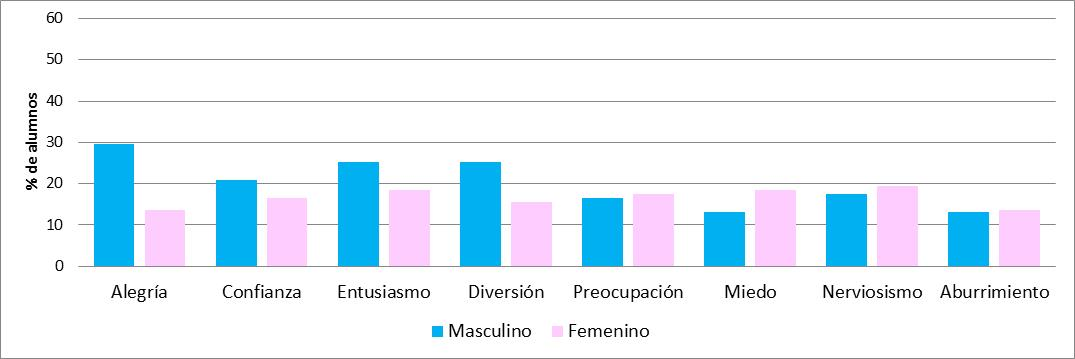 % de alumnos
60
50
40
30
20
10
0
Alegría Confianza Entusiasmo Diversión Preocupación Miedo Nerviosismo Aburrimiento
Masculino Femenino